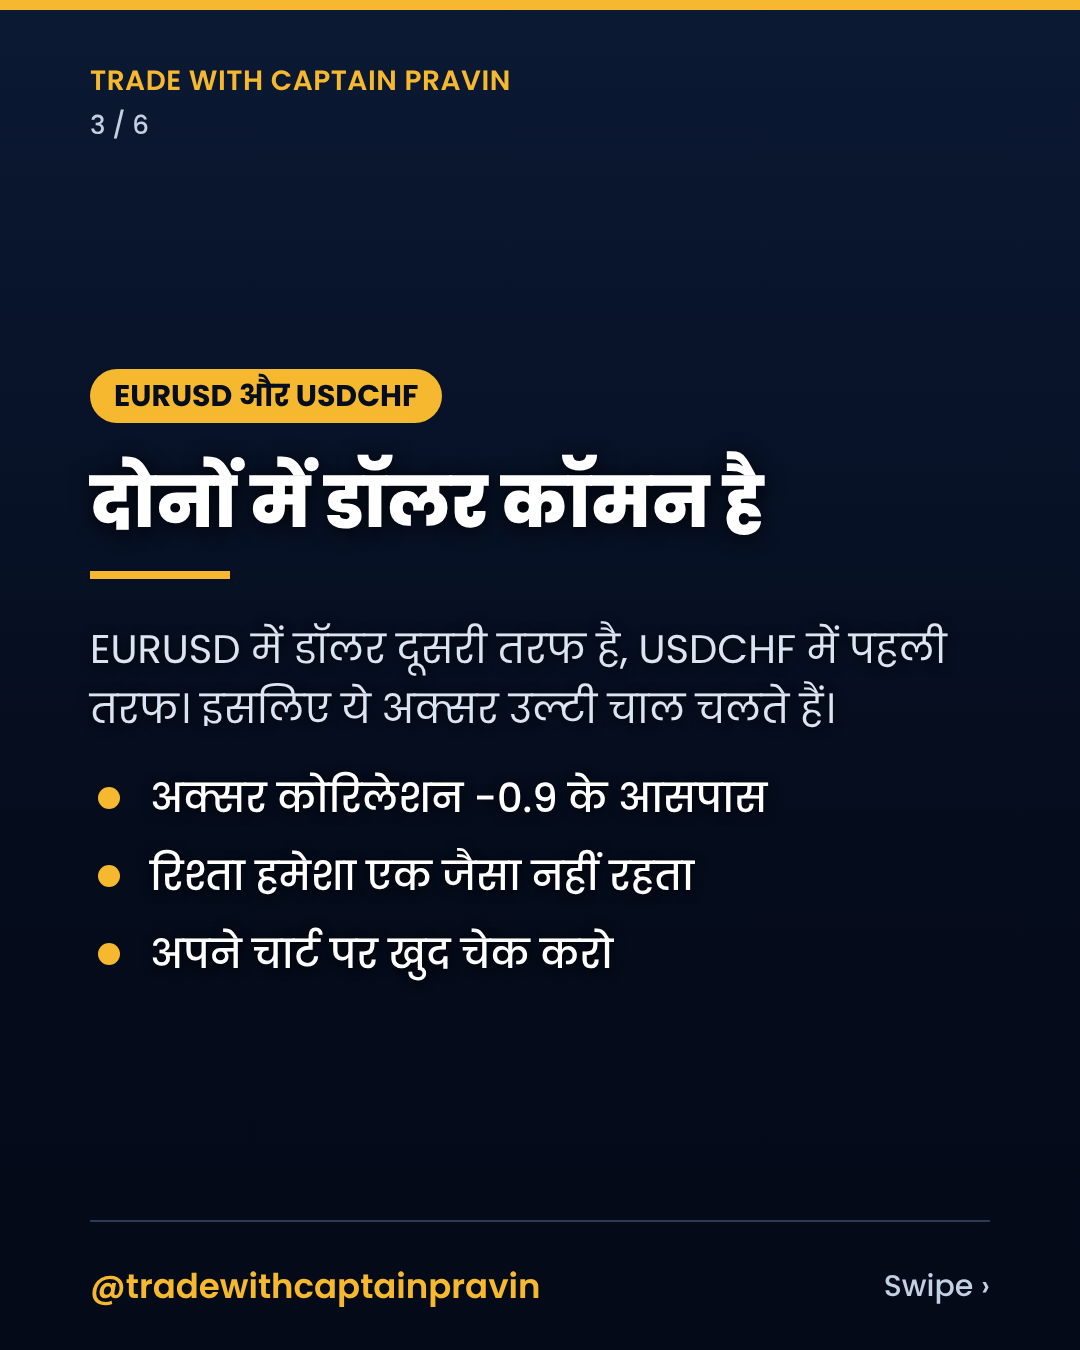 TRADE WITH CAPTAIN PRAVIN
3 / 6
EURUSD और USDCHF
दोनों में डॉलर कॉमन है
EURUSD में डॉलर दूसरी तरफ है, USDCHF में पहली
तरफ। इसलिए ये अक्सर उल्टी चाल चलते हैं।
अक्सर कोरिलेशन -0.9 के आसपास
रिश्ता हमेशा एक जैसा नहीं रहता
अपने चार्ट पर खुद चेक करो
@tradewithcaptainpravin
Swipe ›